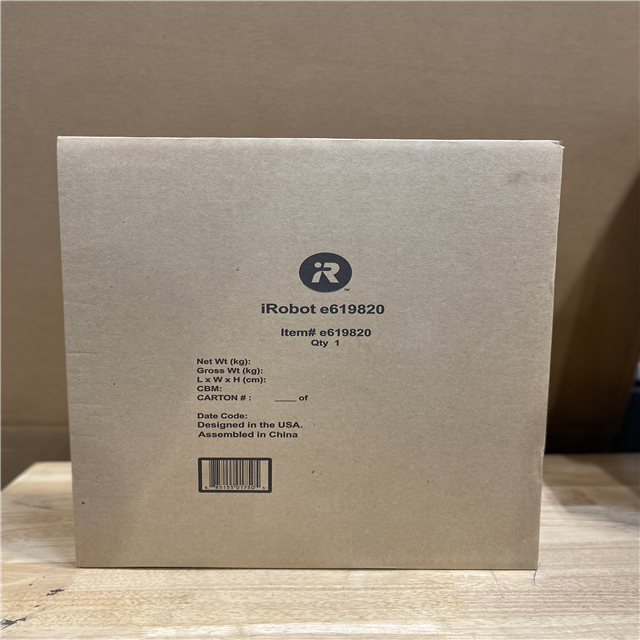 iR
TM
iRobot e619820
Item# e619820
Qty 1
Net Wt (kg):
Gross Wt (kg):
L x W x H (cm):
CBM:
CARTON # : ____ of
Date Code:
Designed in the USA.
Assembled in China